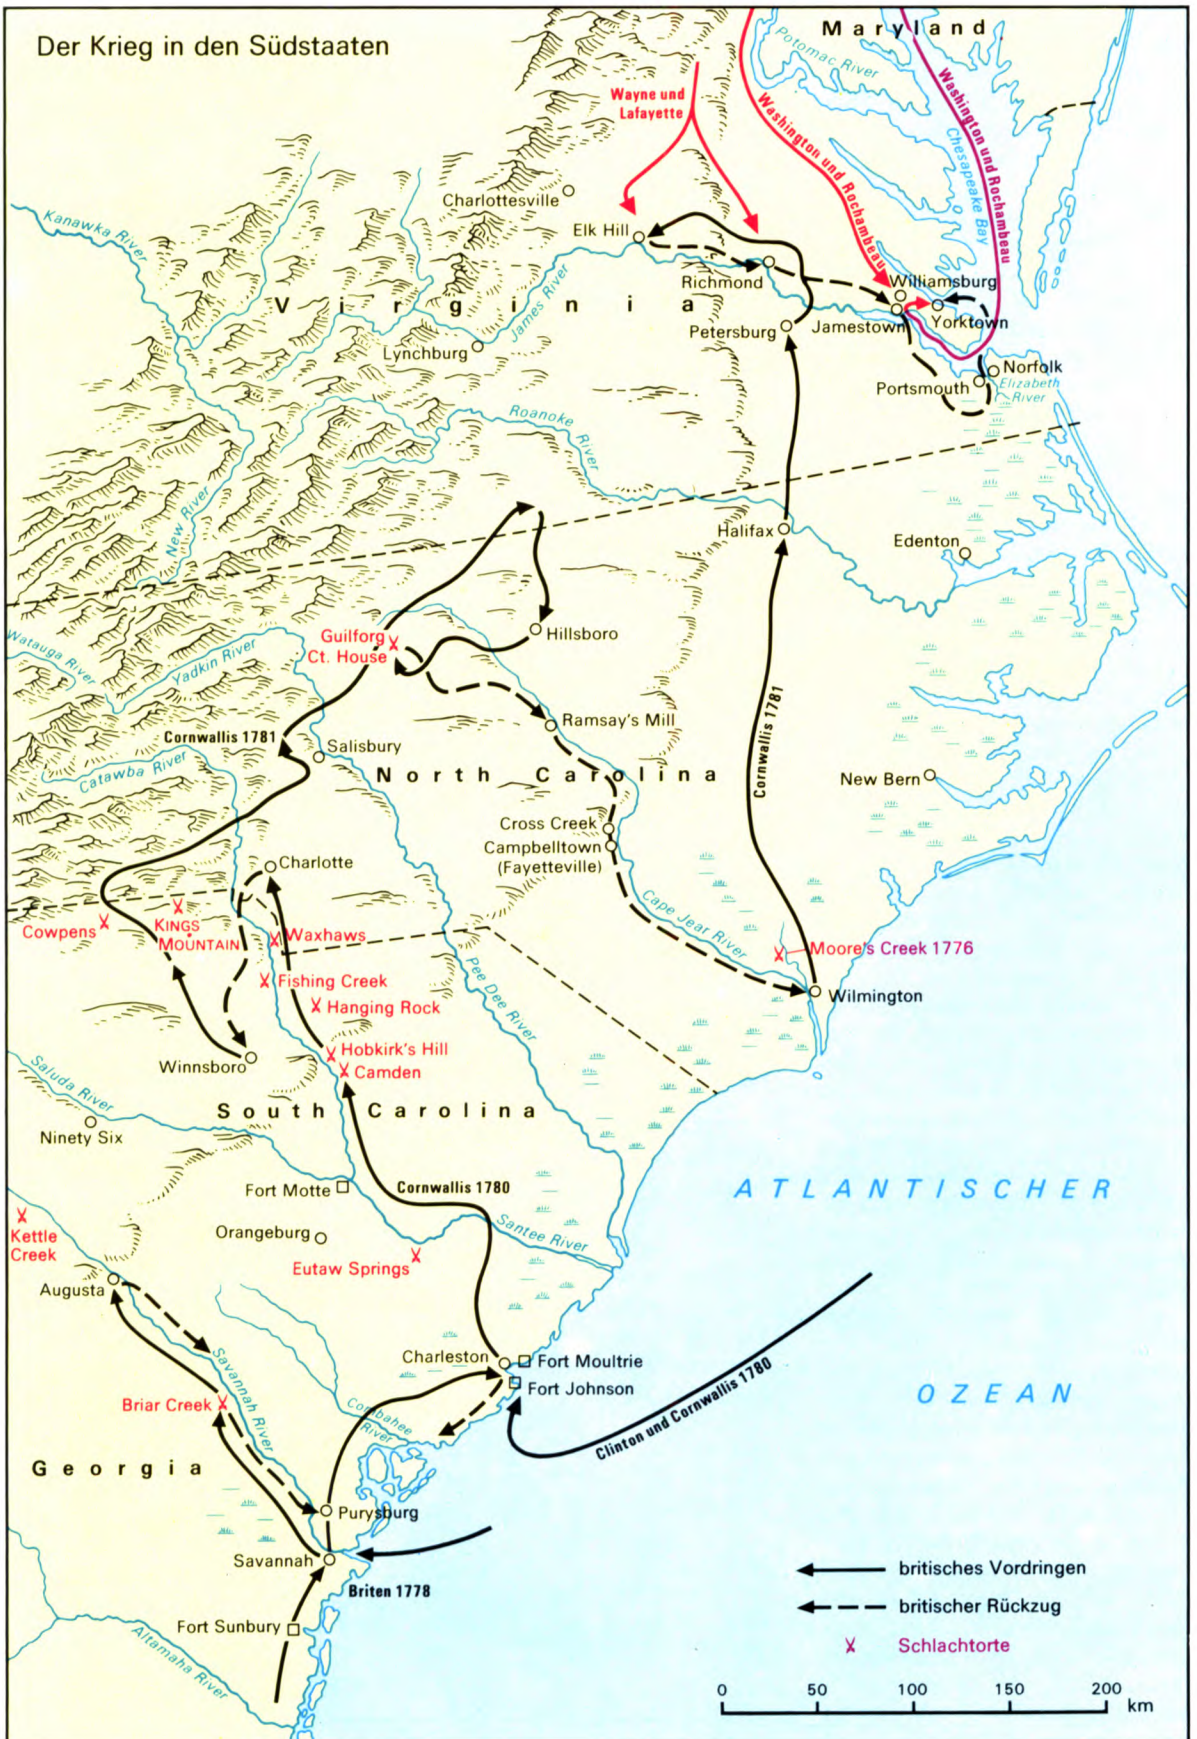 Der Krieg in den Südstaaten
Maryland
Potomac River
Wayne und
Lafayette
Washington und Rochambeau
Washington und Rochambeau
Chesapeake Bay
Charlottesville
Kanawka River
Elk Hill
Richmond
Williamsburg
Virginia
James River
Petersburg
Jamestown
Yorktown
Lynchburg
Norfolk
Portsmouth
Elizabeth
River
Roanoke
River
New River
Halifax
Edenton
Guilforg
Ct. House
Hillsboro
Watauga River
Yadkin River
Ramsay's Mill
Cornwallis 1781
Salisbury
Cornwallis 1781
Catawba River
North Carolina
New Bern
Cross Creek
Campbelltown
(Fayetteville)
Charlotte
Cape Jear River
Cowpens
KINGS
MOUNTAIN
Waxhaws
Moore's Creek 1776
Pee Dee River
Fishing Creek
Hanging Rock
Wilmington
Hobkirk's Hill
Winnsboro
Camden
Saluda River
South Carolina
Ninety Six
Fort Motte
Cornwallis 1780
ATLANTISCHER
Kettle
Creek
Orangeburg
Santee River
Eutaw Springs
Augusta
Savannah River
Charleston
Fort Moultrie
Fort Johnson
OZEAN
Briar Creek
Combahee
River
Clinton und Cornwallis 1780
Georgia
Purysburg
Savannah
Briten 1778
britisches Vordringen
britischer Rückzug
Fort Sunbury
Schlachtorte
Altamaha River
0 50 100 150 200
km